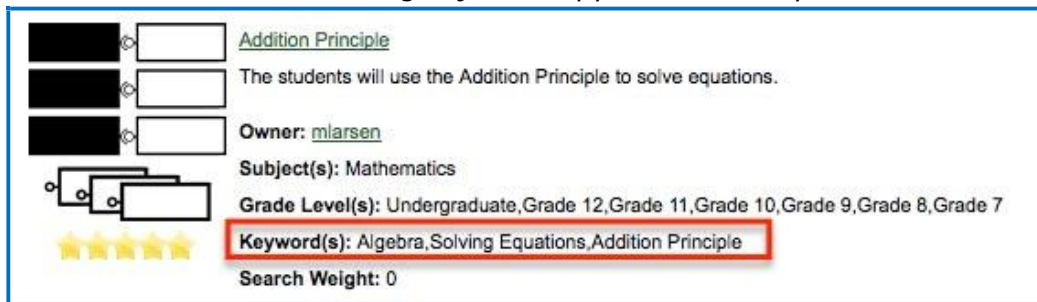 Addition Principle
The students will use the Addition Principle to solve equations.
Owner: mlarsen
Subject(s): Mathematics
Grade Level(s): Undergraduate,Grade 12,Grade 11,Grade 10,Grade 9,Grade 8,Grade 7
Keyword(s): Algebra,Solving Equations,Addition Principle
Search Weight: 0